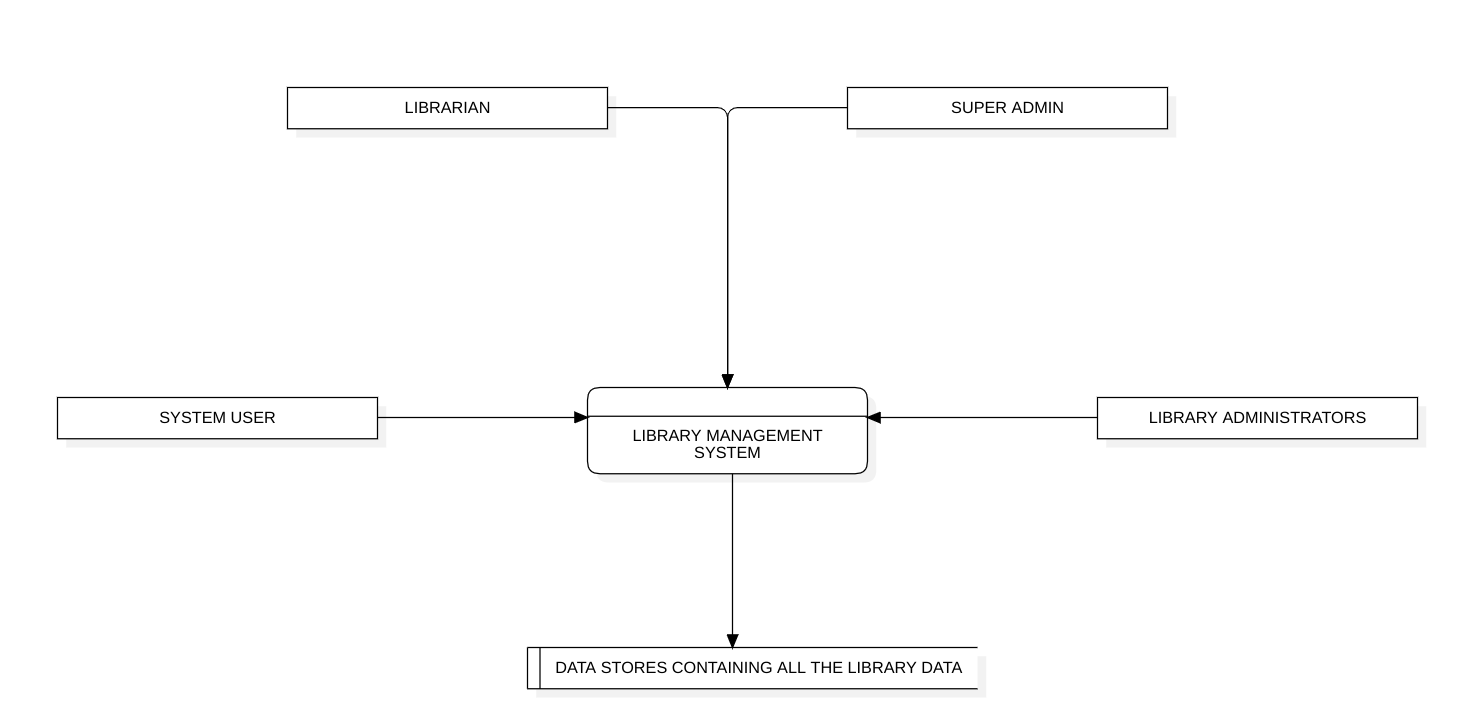 LIBRARIAN
SUPER ADMIN
SYSTEM USER
LIBRARY MANAGEMENT
SYSTEM
LIBRARY ADMINISTRATORS
DATA STORES CONTAINING ALL THE LIBRARY DATA